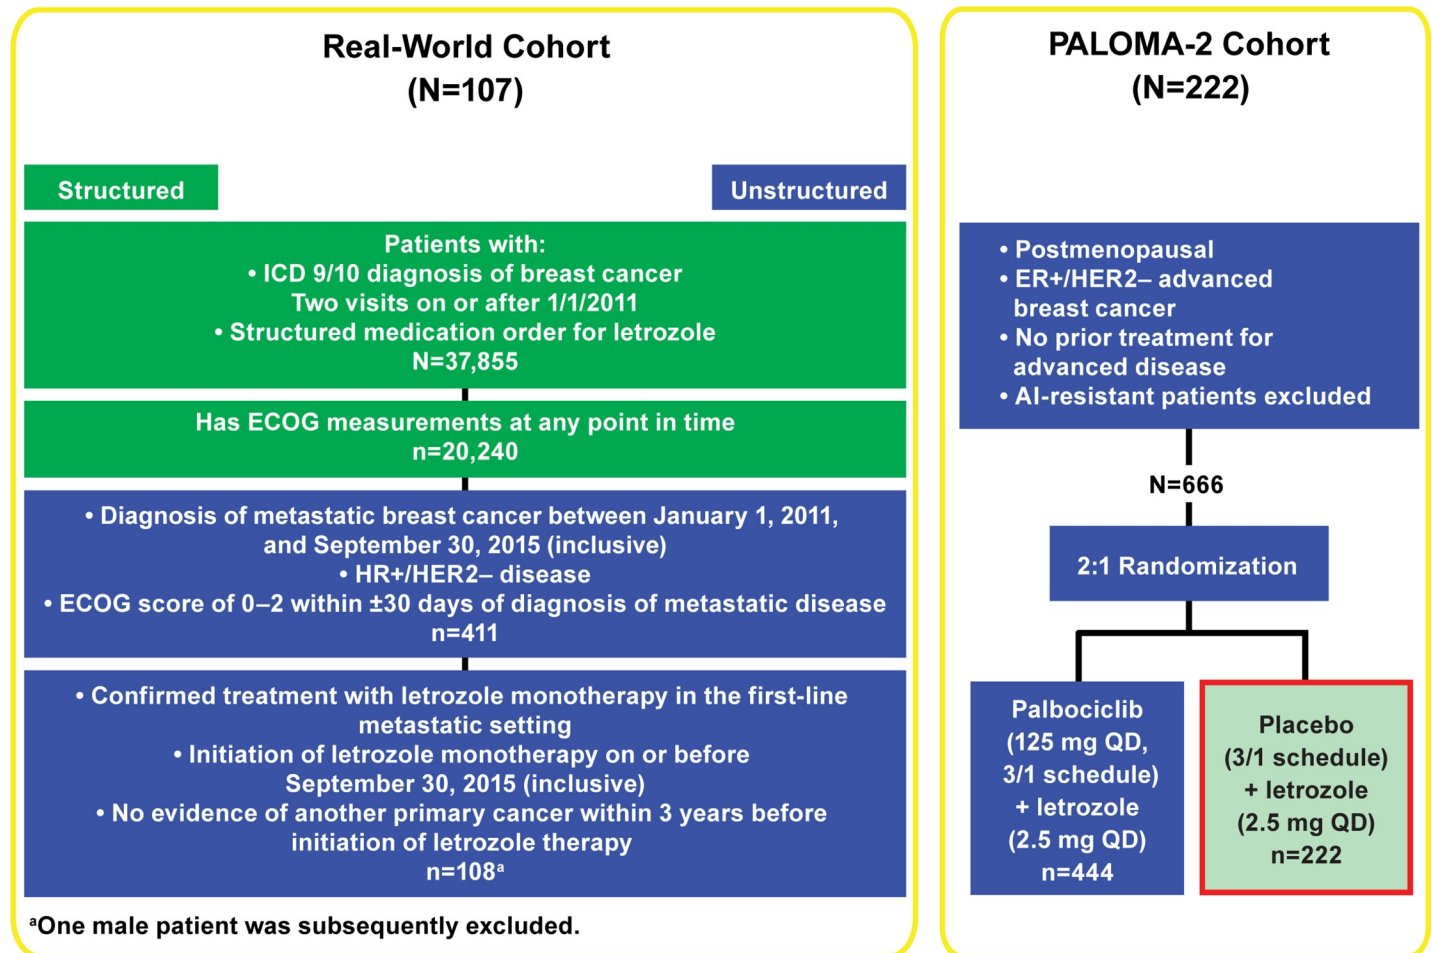 Real-World Cohort
(N=107)
Structured
Unstructured
Patients with:
• ICD 9/10 diagnosis of breast cancer
Two visits on or after 1/1/2011
• Structured medication order for letrozole
N=37,855
Has ECOG measurements at any point in time
n=20,240
• Diagnosis of metastatic breast cancer between January 1, 2011,
and September 30, 2015 (inclusive)
• HR+/HER2– disease
• ECOG score of 0–2 within ±30 days of diagnosis of metastatic disease
n=411
• Confirmed treatment with letrozole monotherapy in the first-line
metastatic setting
• Initiation of letrozole monotherapy on or before
September 30, 2015 (inclusive)
• No evidence of another primary cancer within 3 years before
initiation of letrozole therapy
n=108ᵃ
ᵃOne male patient was subsequently excluded.
PALOMA-2 Cohort
(N=222)
• Postmenopausal
• ER+/HER2– advanced
breast cancer
• No prior treatment for
advanced disease
• AI-resistant patients excluded
N=666
2:1 Randomization
Palbociclib
(125 mg QD,
3/1 schedule)
+ letrozole
(2.5 mg QD)
n=444
Placebo
(3/1 schedule)
+ letrozole
(2.5 mg QD)
n=222